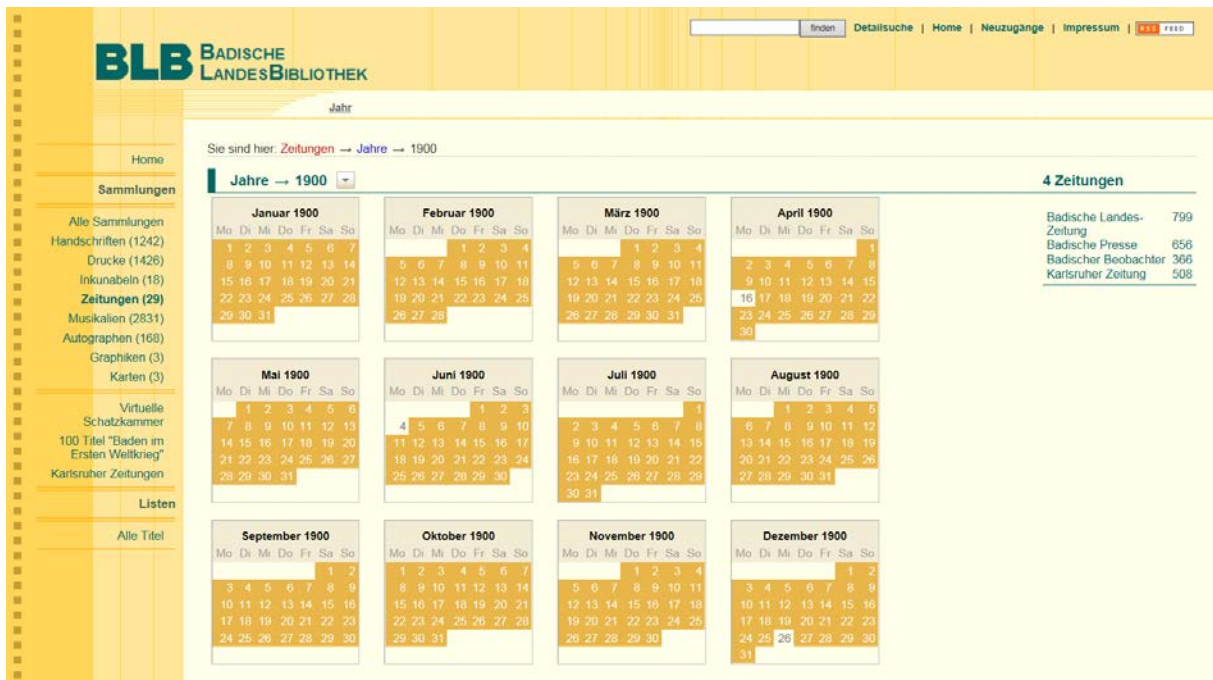 finden Detailsuche | Home | Neuzugänge | Impressum | RSS FEED
BLB BADISCHE
LANDESBIBLIOTHEK
Jahr
Sie sind hier: Zeitungen → Jahre → 1900
Home
Sammlungen
Alle Sammlungen
Handschriften (1242)
Drucke (1426)
Inkunabeln (18)
Zeitungen (29)
Musikalien (2831)
Autographen (168)
Graphiken (3)
Karten (3)
Virtuelle
Schatzkammer
100 Titel "Baden im
Ersten Weltkrieg"
Karlsruher Zeitungen
Listen
Alle Titel
Jahre → 1900
Januar 1900
Mo Di Mi Do Fr Sa So
1 2 3 4 5 6 7
8 9 10 11 12 13 14
15 16 17 18 19 20 21
22 23 24 25 26 27 28
29 30 31
Februar 1900
Mo Di Mi Do Fr Sa So
1 2 3 4
5 6 7 8 9 10 11
12 13 14 15 16 17 18
19 20 21 22 23 24 25
26 27 28
März 1900
Mo Di Mi Do Fr Sa So
1 2 3 4
5 6 7 8 9 10 11
12 13 14 15 16 17 18
19 20 21 22 23 24 25
26 27 28 29 30 31
April 1900
Mo Di Mi Do Fr Sa So
1
2 3 4 5 6 7 8
9 10 11 12 13 14 15
16 17 18 19 20 21 22
23 24 25 26 27 28 29
30
Mai 1900
Mo Di Mi Do Fr Sa So
1 2 3 4 5 6
7 8 9 10 11 12 13
14 15 16 17 18 19 20
21 22 23 24 25 26 27
28 29 30 31
Juni 1900
Mo Di Mi Do Fr Sa So
1 2 3
4 5 6 7 8 9 10
11 12 13 14 15 16 17
18 19 20 21 22 23 24
25 26 27 28 29 30
Juli 1900
Mo Di Mi Do Fr Sa So
1
2 3 4 5 6 7 8
9 10 11 12 13 14 15
16 17 18 19 20 21 22
23 24 25 26 27 28 29
30 31
August 1900
Mo Di Mi Do Fr Sa So
1 2 3 4 5
6 7 8 9 10 11 12
13 14 15 16 17 18 19
20 21 22 23 24 25 26
27 28 29 30 31
September 1900
Mo Di Mi Do Fr Sa So
1 2
3 4 5 6 7 8 9
10 11 12 13 14 15 16
17 18 19 20 21 22 23
24 25 26 27 28 29 30
Oktober 1900
Mo Di Mi Do Fr Sa So
1 2 3 4 5 6 7
8 9 10 11 12 13 14
15 16 17 18 19 20 21
22 23 24 25 26 27 28
29 30 31
November 1900
Mo Di Mi Do Fr Sa So
1 2 3 4
5 6 7 8 9 10 11
12 13 14 15 16 17 18
19 20 21 22 23 24 25
26 27 28 29 30
Dezember 1900
Mo Di Mi Do Fr Sa So
1 2
3 4 5 6 7 8 9
10 11 12 13 14 15 16
17 18 19 20 21 22 23
24 25 26 27 28 29 30
31
4 Zeitungen
Badische Landes- 799
Zeitung
Badische Presse 656
Badischer Beobachter 366
Karlsruher Zeitung 508